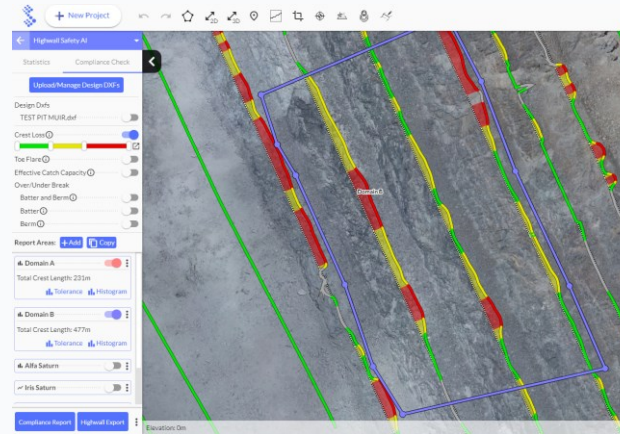 + New Project
2D
3D
Highwall Safety AI
Statistics
Compliance Check
Upload/Manage Design DXFs
Design Dxfs
TEST PIT MUIR.dxf
Crest Loss
Toe Flare
Effective Catch Capacity
Over/Under Break
Batter and Berm
Batter
Berm
Report Areas:
+ Add
Copy
Domain A
Total Crest Length: 231m
Tolerance
Histogram
Domain B
Total Crest Length: 477m
Tolerance
Histogram
Alfa Saturn
Iris Saturn
Compliance Report
Highwall Export
Domain B
Elevation: 0m